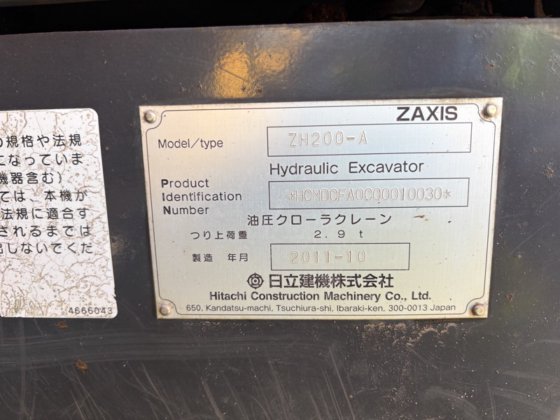 の規格や法規
になっていま
機器含む)
ては、本機が
法規に適合す
されるまでは
出しないでくだ
4666043
ZAXIS
Model/type ZH200-A
Hydraulic Excavator
Product
Identification *HCMDCFA0C00010030*
Number
油圧クローラクレーン
つり上荷重 2.9 t
製造 年月 2011-10
日立建機株式会社
Hitachi Construction Machinery Co., Ltd.
650, Kandatsu-machi, Tsuchiura-shi, Ibaraki-ken, 300-0013 Japan